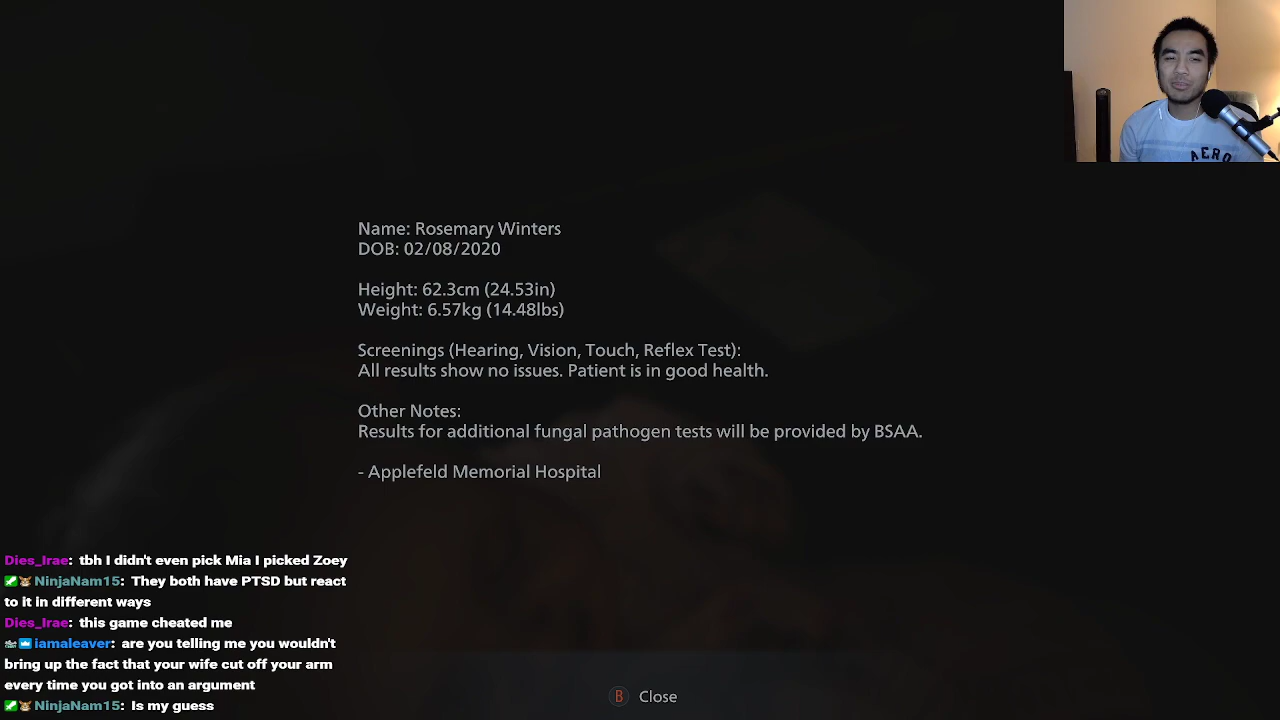 AERO
Name: Rosemary Winters
DOB: 02/08/2020
Height: 62.3cm (24.53in)
Weight: 6.57kg (14.48lbs)
Screenings (Hearing, Vision, Touch, Reflex Test):
All results show no issues. Patient is in good health.
Other Notes:
Results for additional fungal pathogen tests will be provided by BSAA.
- Applefeld Memorial Hospital
Dies_Irae: tbh I didn't even pick Mia I picked Zoey
NinjaNam15: They both have PTSD but react
to it in different ways
Dies_Irae: this game cheated me
iamaleaver: are you telling me you wouldn't
bring up the fact that your wife cut off your arm
every time you got into an argument
NinjaNam15: Is my guess
B Close